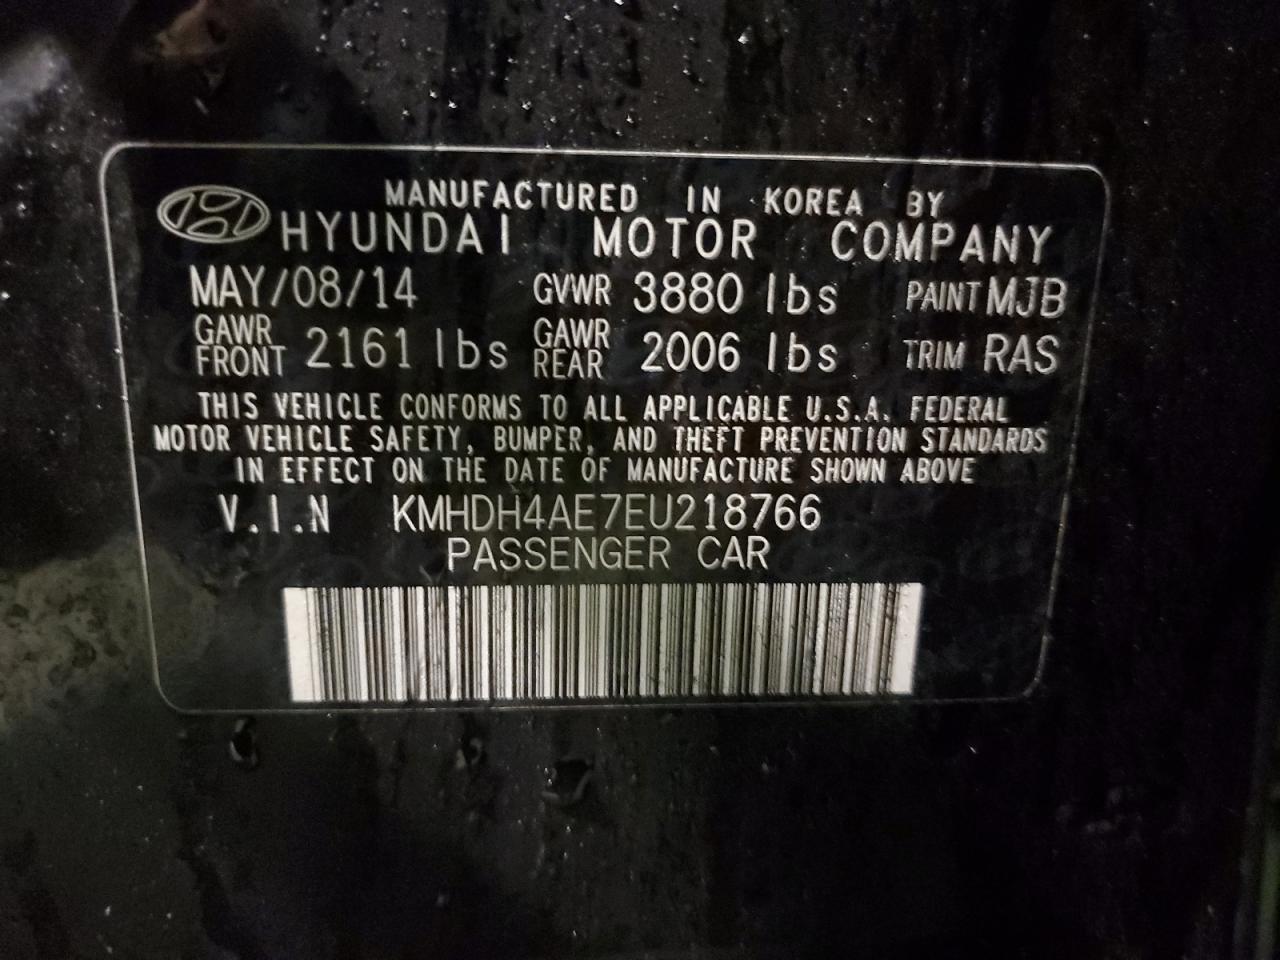 MANUFACTURED IN KOREA BY
HYUNDAI MOTOR COMPANY
MAY/08/14 GVWR 3880 lbs PAINT MJB
GAWR FRONT 2161 lbs GAWR REAR 2006 lbs TRIM RAS
THIS VEHICLE CONFORMS TO ALL APPLICABLE U.S.A. FEDERAL
MOTOR VEHICLE SAFETY, BUMPER, AND THEFT PREVENTION STANDARDS
IN EFFECT ON THE DATE OF MANUFACTURE SHOWN ABOVE
V.I.N KMHDH4AE7EU218766
PASSENGER CAR